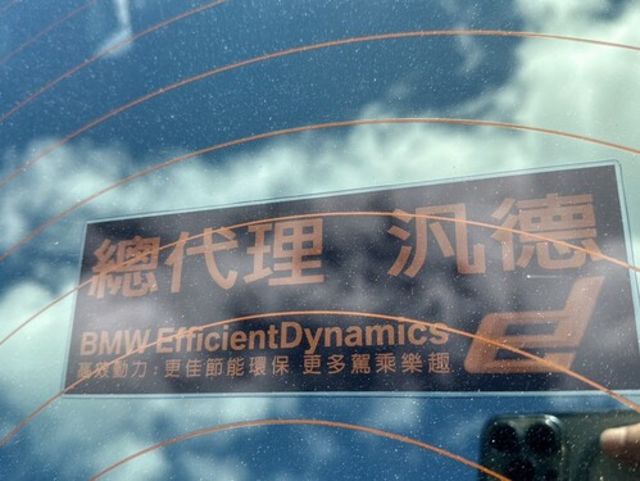 總代理 汎德
BMW EfficientDynamics
高效動力:更佳節能環保 更多駕乘樂趣
d